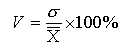 V = σ/X̄ × 100%